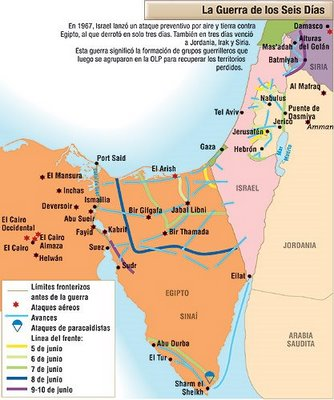 La Guerra de los Seis Días
En 1967, Israel lanzó un ataque preventivo por aire y tierra contra
Egipto, al que derrotó en solo tres días. También en tres días venció
a Jordania, Irak y Siria.
Esta guerra significó la formación de grupos guerrilleros que
luego se agruparon en la OLP para recuperar los territorios
perdidos.
Damasco
Mas'adah
Alturas
del Golán
SIRIA
Batmiyah
Al Mafraq
Nabulus
Puente de
Dasmiya
Tel Aviv
Jericó
Amman
Jerusalén
Gaza
Hebrón
Mar
Muerto
Port Said
El Mansura
El Arish
ISRAEL
Inchas
Ismailia
Deversoir
Bir Gilgafa
Jabal Libni
Abu Sueir
El Cairo
Occidental
Fayid
Kabrit
Bir Thamada
JORDANIA
Almaza
El Cairo
Suez
Helwán
Sudr
Eilat
Límites fronterizos
antes de la guerra
Ataques aéreos
Avances
Ataques de paracaidistas
Línea del frente:
5 de junio
6 de junio
7 de junio
8 de junio
9-10 de junio
EGIPTO
SINAÍ
ARABIA
SAUDITA
Abu Durba
El Tur
Sharm el
Sheikh